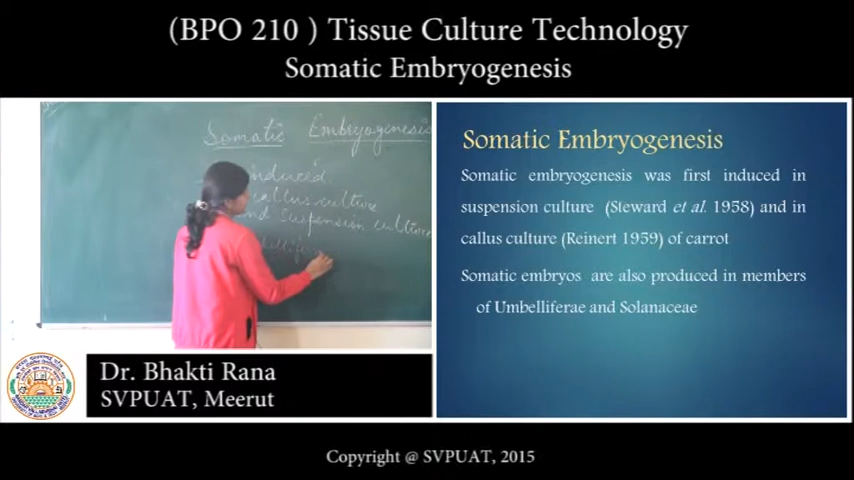 (BPO 210 ) Tissue Culture Technology
Somatic Embryogenesis
Somatic Embryogenesis
induced
callus culture
and Suspension culture
Somatic Embryogenesis
Somatic embryogenesis was first induced in
suspension culture (Steward et al. 1958) and in
callus culture (Reinert 1959) of carrot
Somatic embryos are also produced in members
of Umbelliferae and Solanaceae
Dr. Bhakti Rana
SVPUAT, Meerut
Copyright @ SVPUAT, 2015